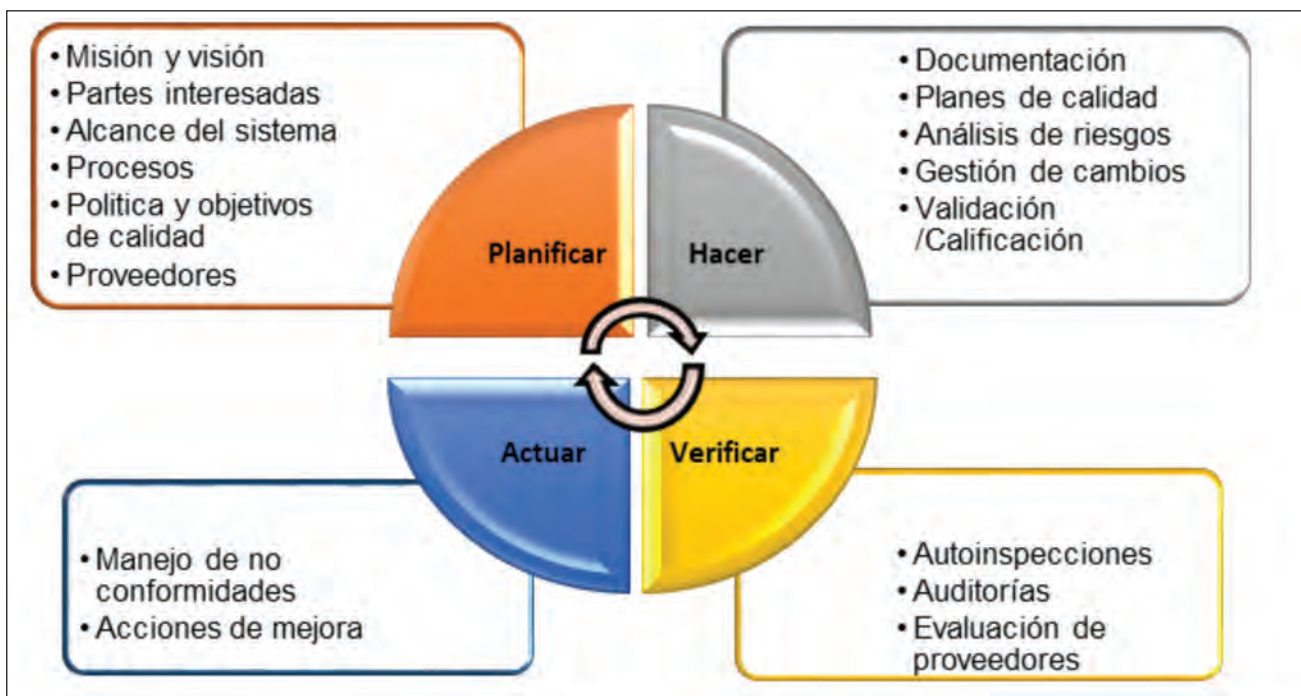 • Misión y visión
• Partes interesadas
• Alcance del sistema
• Procesos
• Politica y objetivos
de calidad
• Proveedores
• Documentación
• Planes de calidad
• Análisis de riesgos
• Gestión de cambios
• Validación
/Calificación
Planificar
Hacer
Actuar
Verificar
• Manejo de no
conformidades
• Acciones de mejora
• Autoinspecciones
• Auditorías
• Evaluación de
proveedores